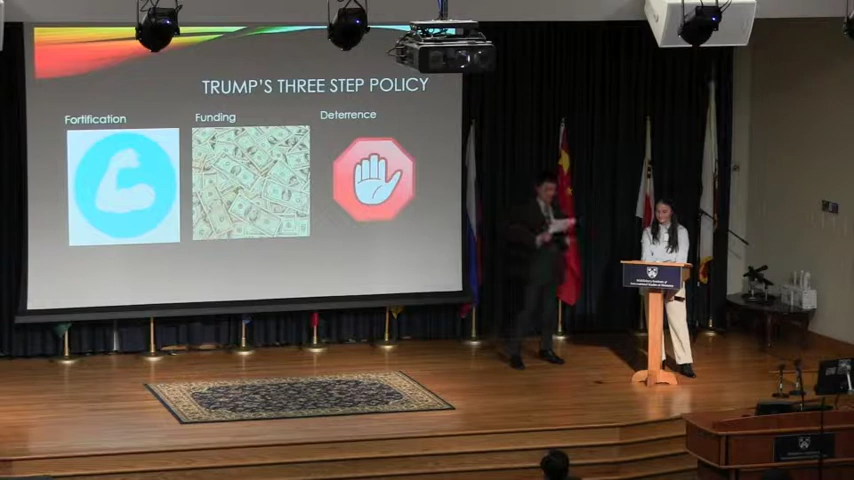 TRUMP'S THREE STEP POLICY
Fortification
Funding
Deterrence